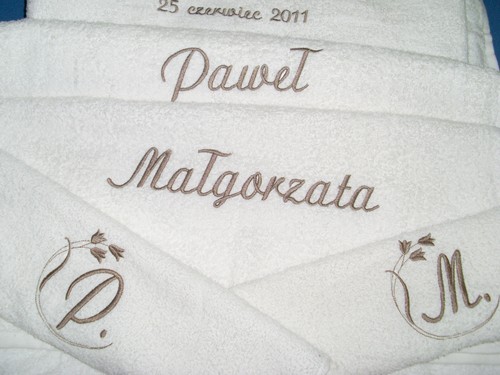 25 czerwiec 2011
Paweł
Małgorzata
P.
M.